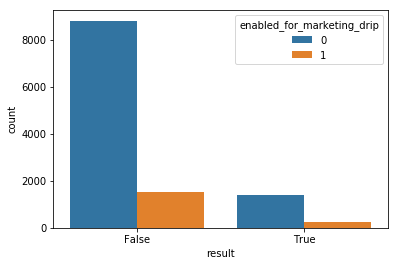 enabled_for_marketing_drip
0
1
8000
6000
4000
2000
0
count
False
True
result